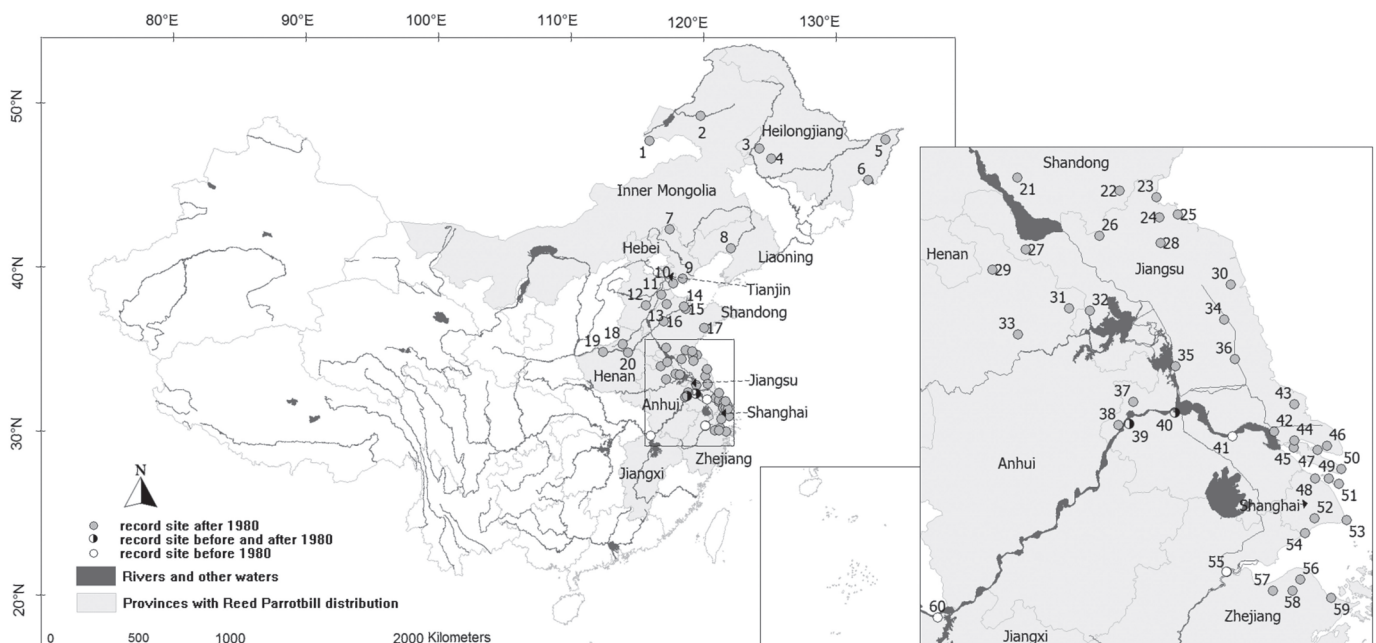 80°E 90°E 100°E 110°E 120°E 130°E
50°N
40°N
30°N
20°N
1
2
3
Heilongjiang
4
5
6
Inner Mongolia
7
8
Hebei
Liaoning
9
10
11
Tianjin
12
14
13
15
16
Shandong
17
18
19
20
Henan
Jiangsu
Anhui
Shanghai
Zhejiang
Jiangxi
N
record site after 1980
record site before and after 1980
record site before 1980
Rivers and other waters
Provinces with Reed Parrotbill distribution
0 500 1000 2000 Kilometers
Shandong
21
22
23
24
25
26
27
28
Henan
29
Jiangsu
30
31
32
33
34
35
36
37
38
39
40
41
42
43
44
45
46
47
48
49
50
51
Anhui
Shanghai
52
53
54
55
56
57
58
59
Zhejiang
60
Jiangxi